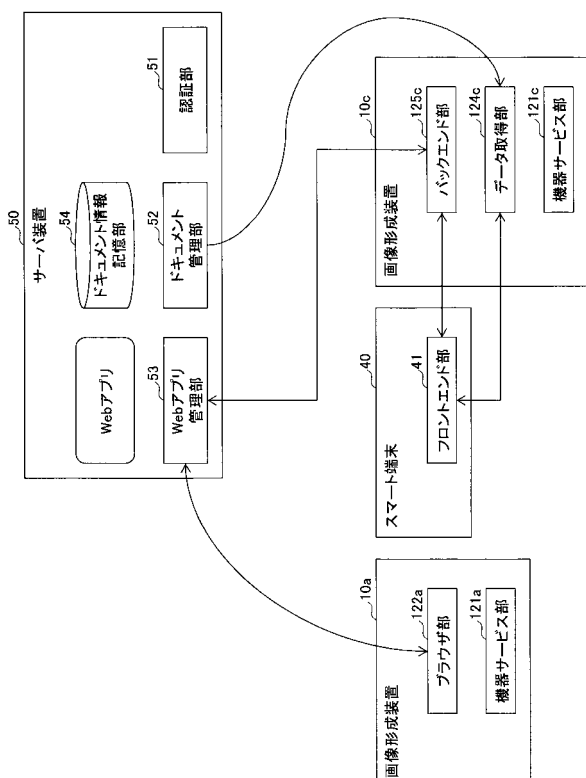 50
サーバ装置
Webアプリ
54
ドキュメント情報
記憶部
51
認証部
53
Webアプリ
管理部
52
ドキュメント
管理部
10a
画像形成装置
122a
ブラウザ部
121a
機器サービス部
40
スマート端末
41
フロントエンド部
10c
画像形成装置
125c
バックエンド部
124c
データ取得部
121c
機器サービス部